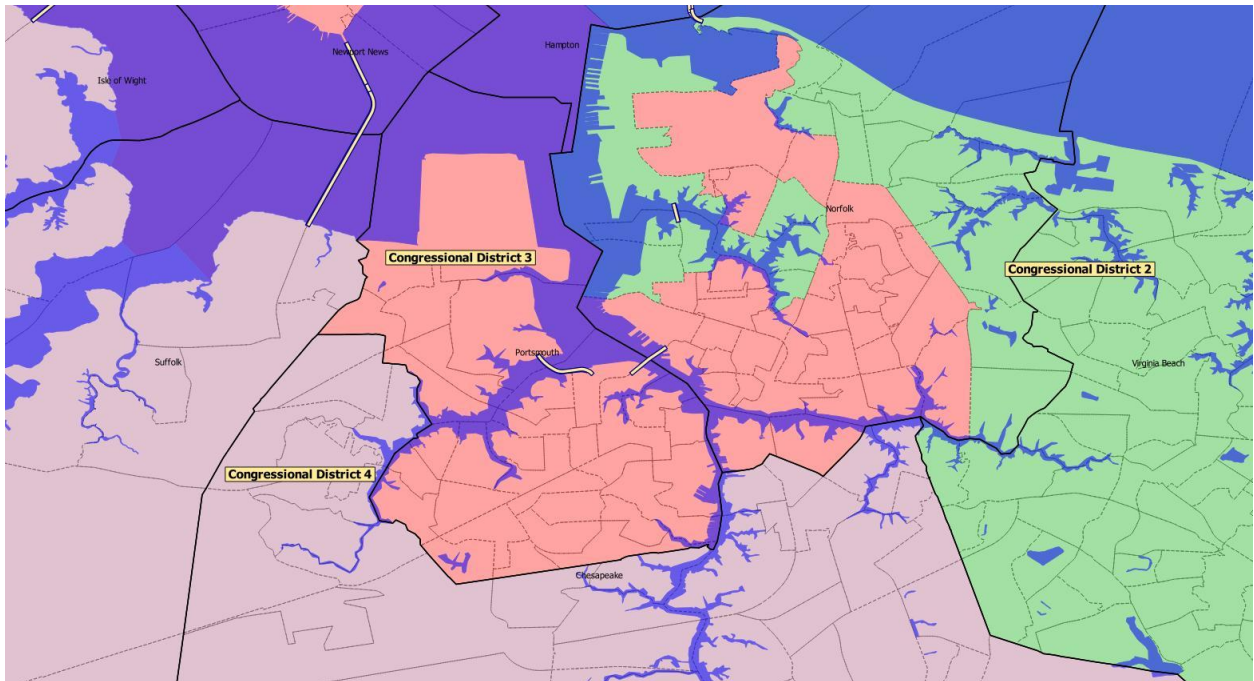 Hampton
Newport News
Isle of Wight
Norfolk
Congressional District 3
Congressional District 2
Portsmouth
Suffolk
Virginia Beach
Congressional District 4
Chesapeake